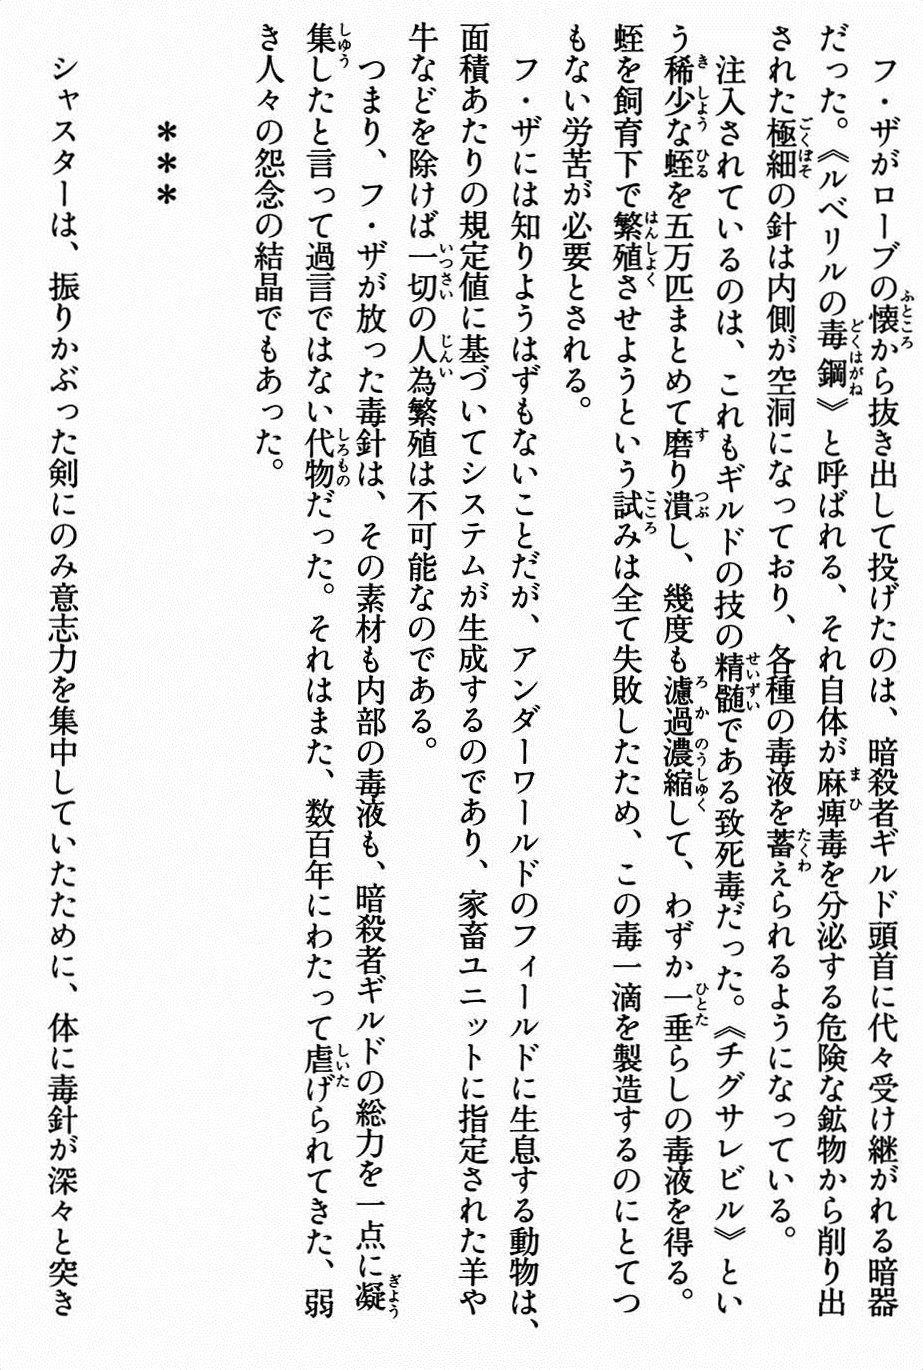 フ・ザがローブの懐から抜き出して投げたのは、暗殺者ギルド頭首に代々受け継がれる暗器
だった。《ルベリルの毒鋼》と呼ばれる、それ自体が麻痺毒を分泌する危険な鉱物から削り出
された極細の針は内側が空洞になっており、各種の毒液を蓄えられるようになっている。
注入されているのは、これもギルドの技の精髄である致死毒だった。《チグサレビル》とい
う稀少な蛭を五万匹まとめて磨り潰し、幾度も濾過濃縮して、わずか一垂らしの毒液を得る。
蛭を飼育下で繁殖させようという試みは全て失敗したため、この毒一滴を製造するのにとてつ
もない労苦が必要とされる。
フ・ザには知りようはずもないことだが、アンダーワールドのフィールドに生息する動物は、
面積あたりの規定値に基づいてシステムが生成するのであり、家畜ユニットに指定された羊や
牛などを除けば一切の人為繁殖は不可能なのである。
つまり、フ・ザが放った毒針は、その素材も内部の毒液も、暗殺者ギルドの総力を一点に凝
集したと言って過言ではない代物だった。それはまた、数百年にわたって虐げられてきた、弱
き人々の怨念の結晶でもあった。
＊＊＊
シャスターは、振りかぶった剣にのみ意志力を集中していたために、体に毒針が深々と突き